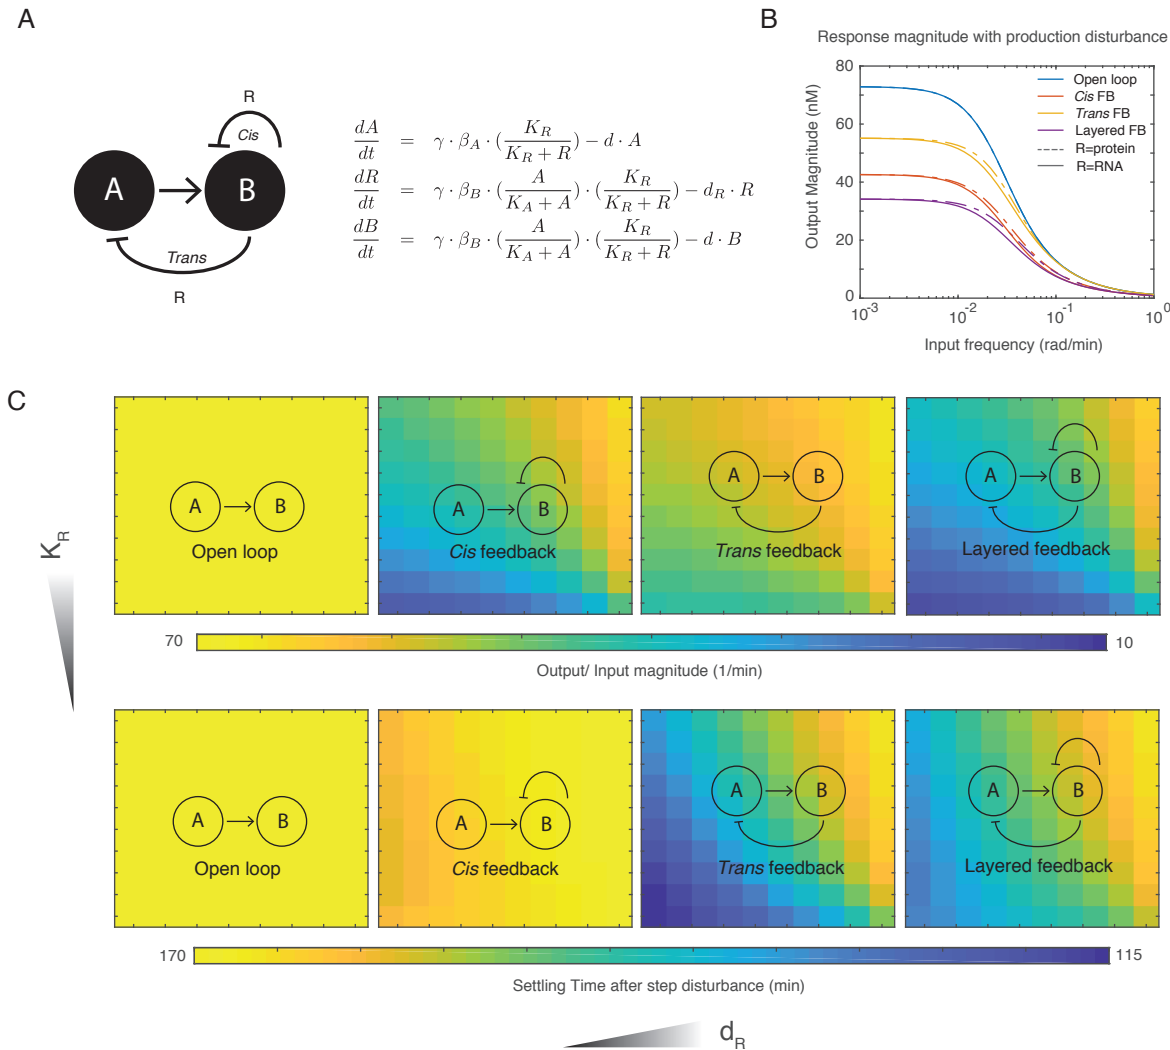 A
R
Cis
A
B
Trans
R
dA/dt = γ · β_A · (K_R/(K_R + R)) − d · A
dR/dt = γ · β_B · (A/(K_A + A)) · (K_R/(K_R + R)) − d_R · R
dB/dt = γ · β_B · (A/(K_A + A)) · (K_R/(K_R + R)) − d · B
B
Response magnitude with production disturbance
80
60
40
20
0
Output Magnitude (nM)
Open loop
Cis FB
Trans FB
Layered FB
R=protein
R=RNA
10^-3
10^-2
10^-1
10^0
Input frequency (rad/min)
C
K_R
A
B
Open loop
A
B
Cis feedback
A
B
Trans feedback
A
B
Layered feedback
70
10
Output/ Input magnitude (1/min)
A
B
Open loop
A
B
Cis feedback
A
B
Trans feedback
A
B
Layered feedback
170
115
Settling Time after step disturbance (min)
d_R